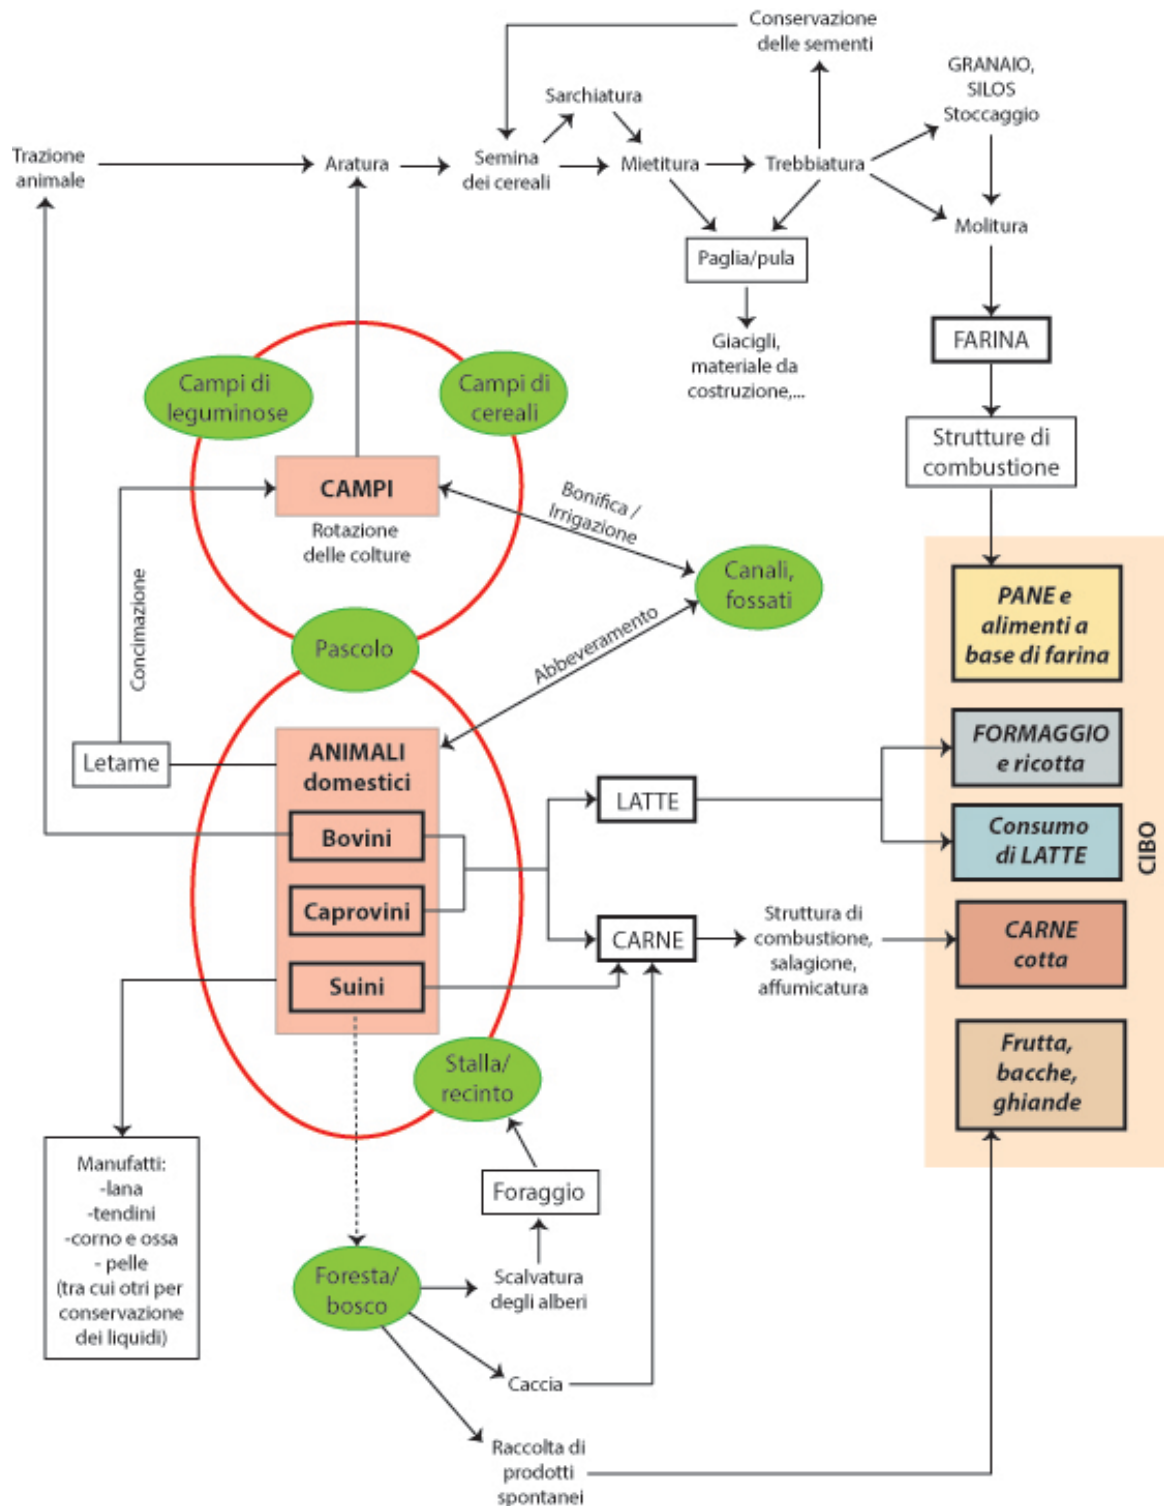 Conservazione
delle sementi
GRANAIO,
SILOS
Stoccaggio
Sarchiatura
Trazione
animale
Aratura
Semina
dei cereali
Mietitura
Trebbiatura
Molitura
Paglia/pula
Giacigli,
materiale da
costruzione,...
FARINA
Campi di
leguminose
Campi di
cereali
Strutture di
combustione
CAMPI
Rotazione
delle colture
Bonifica /
Irrigazione
Canali,
fossati
Concimazione
Pascolo
Abbeveramento
PANE e
alimenti a
base di farina
Letame
ANIMALI
domestici
Bovini
Caprovini
Suini
LATTE
FORMAGGIO
e ricotta
Consumo
di LATTE
CIBO
CARNE
Struttura di
combustione,
salagione,
affumicatura
CARNE
cotta
Frutta,
bacche,
ghiande
Stalla/
recinto
Manufatti:
-lana
-tendini
-corno e ossa
- pelle
(tra cui otri per
conservazione
dei liquidi)
Foraggio
Foresta/
bosco
Scalvatura
degli alberi
Caccia
Raccolta di
prodotti
spontanei